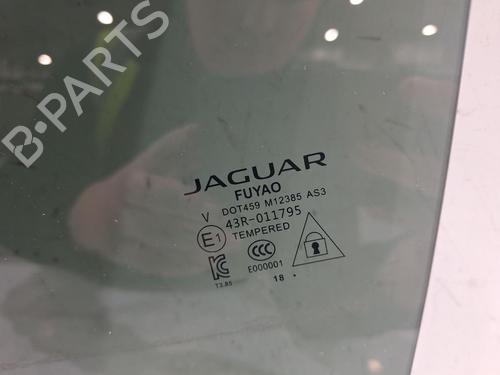 B-PARTS
JAGUAR
FUYAO
V DOT459 M12385 AS3
E1 43R-011795
TEMPERED
CCC
T3.85 E000001
18 •